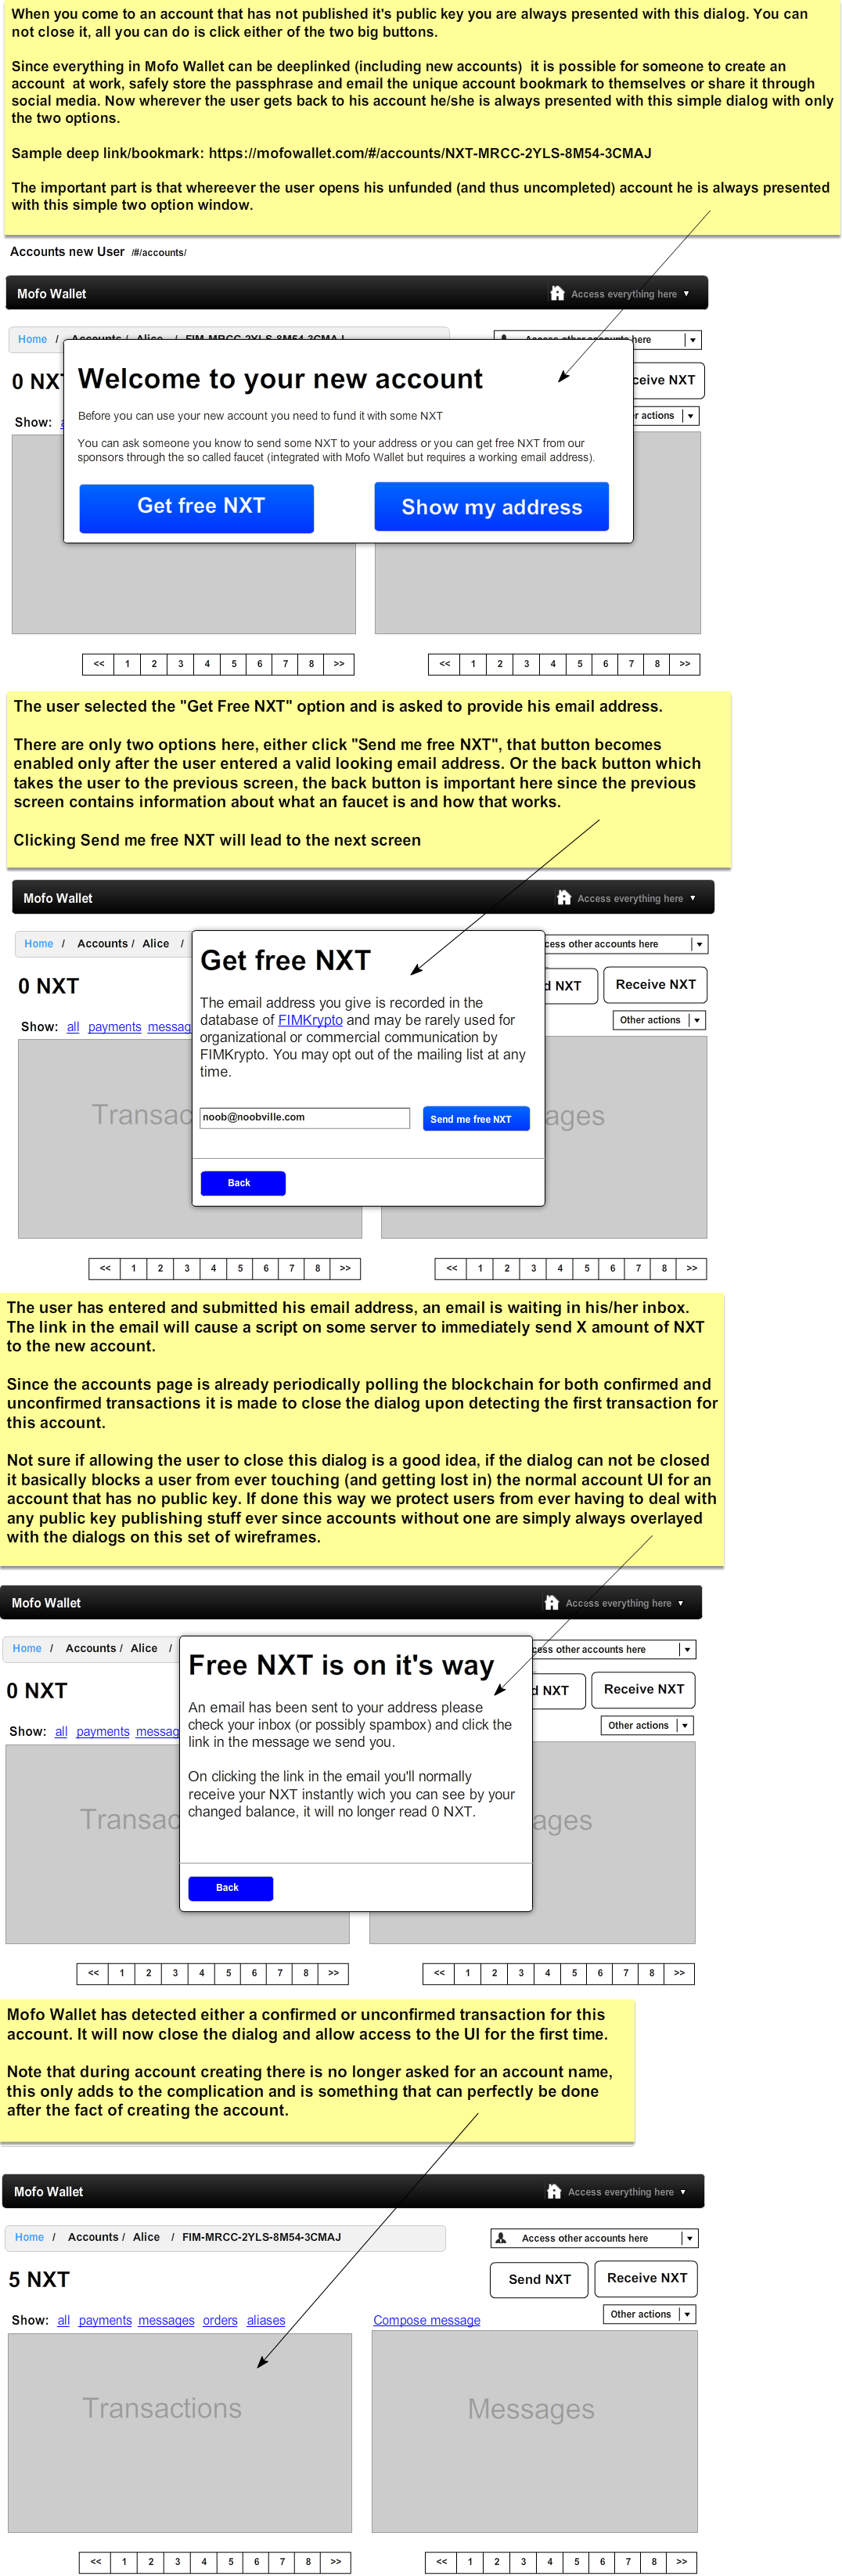 When you come to an account that has not published it's public key you are always presented with this dialog. You can
not close it, all you can do is click either of the two big buttons.
Since everything in Mofo Wallet can be deeplinked (including new accounts)  it is possible for someone to create an
account  at work, safely store the passphrase and email the unique account bookmark to themselves or share it through
social media. Now wherever the user gets back to his account he/she is always presented with this simple dialog with only
the two options.
Sample deep link/bookmark: https://mofowallet.com/#/accounts/NXT-MRCC-2YLS-8M54-3CMAJ
The important part is that whereever the user opens his unfunded (and thus uncompleted) account he is always presented
with this simple two option window.
Accounts new User /#/accounts/
Mofo Wallet
Access everything here
Home / Accounts / Alice / FIM-MRCC-2YLS-8M54-3CMAJ
Access other accounts here
0 NXT
ceive NXT
Show: a
r actions
Welcome to your new account
Before you can use your new account you need to fund it with some NXT
You can ask someone you know to send some NXT to your address or you can get free NXT from our
sponsors through the so called faucet (integrated with Mofo Wallet but requires a working email address).
Get free NXT
Show my address
<< 1 2 3 4 5 6 7 8 >>
<< 1 2 3 4 5 6 7 8 >>
The user selected the "Get Free NXT" option and is asked to provide his email address.
There are only two options here, either click "Send me free NXT", that button becomes
enabled only after the user entered a valid looking email address. Or the back button which
takes the user to the previous screen, the back button is important here since the previous
screen contains information about what an faucet is and how that works.
Clicking Send me free NXT will lead to the next screen
Mofo Wallet
Access everything here
Home / Accounts / Alice /
cess other accounts here
0 NXT
d NXT
Receive NXT
Show: all payments messag
Other actions
Transac
ages
Get free NXT
The email address you give is recorded in the
database of FIMKrypto and may be rarely used for
organizational or commercial communication by
FIMKrypto. You may opt out of the mailing list at any
time.
noob@noobville.com
Send me free NXT
Back
<< 1 2 3 4 5 6 7 8 >>
<< 1 2 3 4 5 6 7 8 >>
The user has entered and submitted his email address, an email is waiting in his/her inbox.
The link in the email will cause a script on some server to immediately send X amount of NXT
to the new account.
Since the accounts page is already periodically polling the blockchain for both confirmed and
unconfirmed transactions it is made to close the dialog upon detecting the first transaction for
this account.
Not sure if allowing the user to close this dialog is a good idea, if the dialog can not be closed
it basically blocks a user from ever touching (and getting lost in) the normal account UI for an
account that has no public key. If done this way we protect users from ever having to deal with
any public key publishing stuff ever since accounts without one are simply always overlayed
with the dialogs on this set of wireframes.
Mofo Wallet
Access everything here
Home / Accounts / Alice /
ess other accounts here
0 NXT
d NXT
Receive NXT
Show: all payments messag
Other actions
Transac
ages
Free NXT is on it's way
An email has been sent to your address please
check your inbox (or possibly spambox) and click the
link in the message we send you.
On clicking the link in the email you'll normally
receive your NXT instantly wich you can see by your
changed balance, it will no longer read 0 NXT.
Back
<< 1 2 3 4 5 6 7 8 >>
<< 1 2 3 4 5 6 7 8 >>
Mofo Wallet has detected either a confirmed or unconfirmed transaction for this
account. It will now close the dialog and allow access to the UI for the first time.
Note that during account creating there is no longer asked for an account name,
this only adds to the complication and is something that can perfectly be done
after the fact of creating the account.
Mofo Wallet
Access everything here
Home / Accounts / Alice / FIM-MRCC-2YLS-8M54-3CMAJ
Access other accounts here
5 NXT
Send NXT
Receive NXT
Show: all payments messages orders aliases
Compose message
Other actions
Transactions
Messages
<< 1 2 3 4 5 6 7 8 >>
<< 1 2 3 4 5 6 7 8 >>